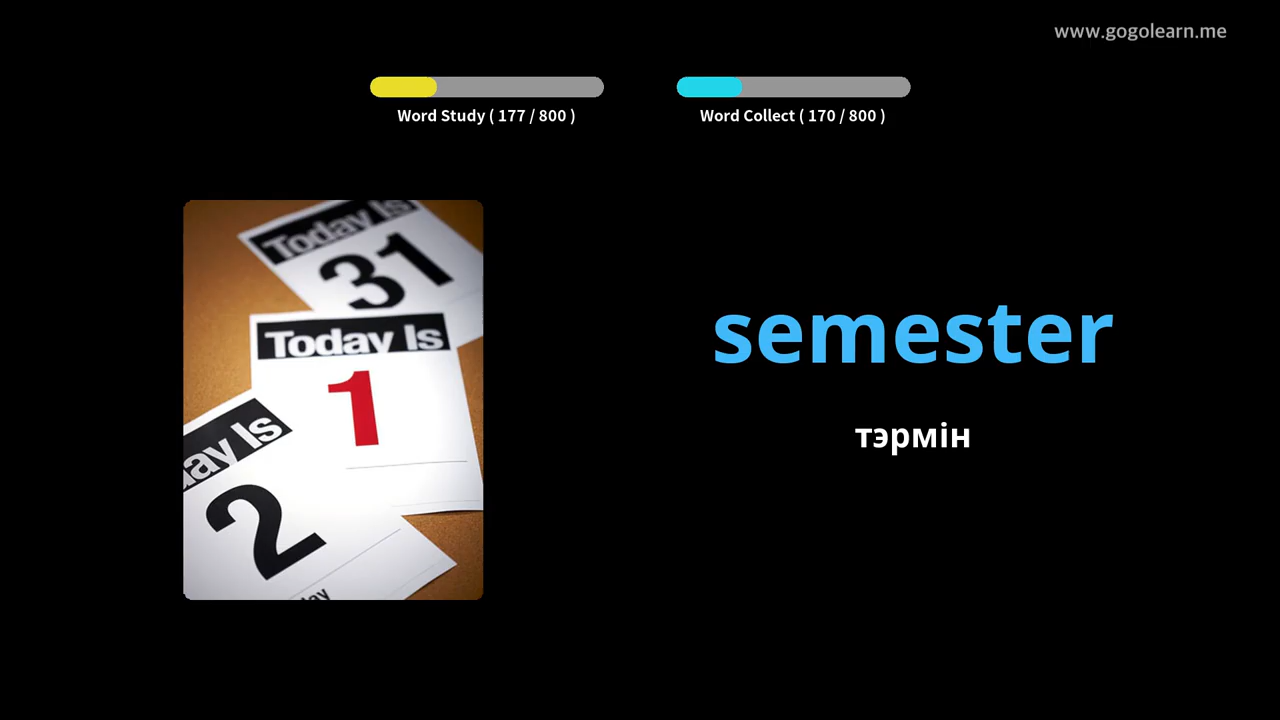 www.gogolearn.me
Word Study ( 177 / 800 )
Word Collect ( 170 / 800 )
Today Is
31
Today Is
1
ay Is
2
ay
semester
тэрмін